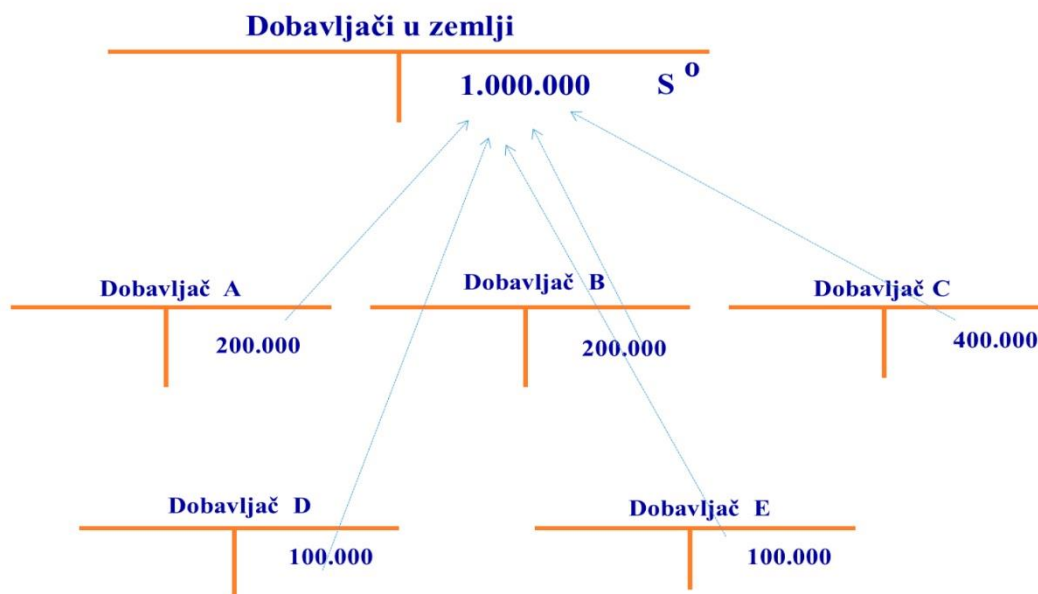 Dobavljači u zemlji
1.000.000 S o
Dobavljač A
Dobavljač B
Dobavljač C
200.000
200.000
400.000
Dobavljač D
Dobavljač E
100.000
100.000